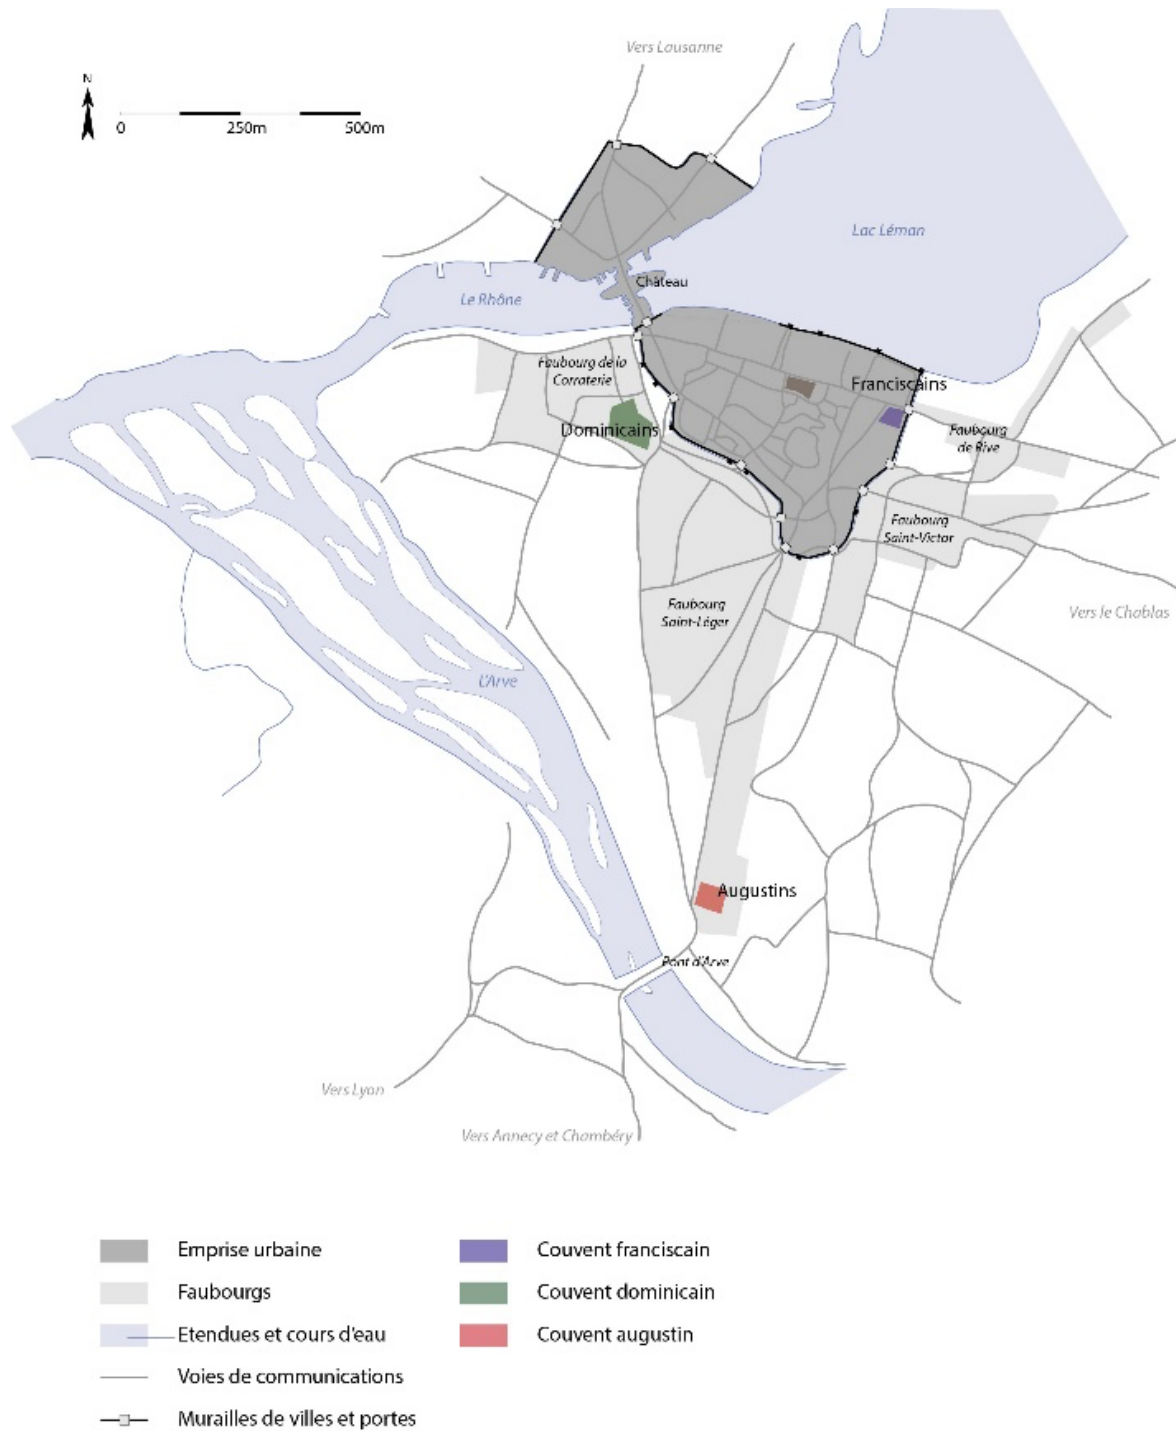 Vers Lausanne
N
0 250m 500m
Lac Léman
Château
Le Rhône
Faubourg de la
Corraterie
Franciscains
Dominicains
Faubourg
de Rive
Faubourg
Saint-Victor
Faubourg
Saint-Léger
Vers le Chablas
L'Arve
Augustins
Pont d'Arve
Vers Lyon
Vers Annecy et Chambéry
Emprise urbaine
Faubourgs
Etendues et cours d'eau
Voies de communications
Murailles de villes et portes
Couvent franciscain
Couvent dominicain
Couvent augustin